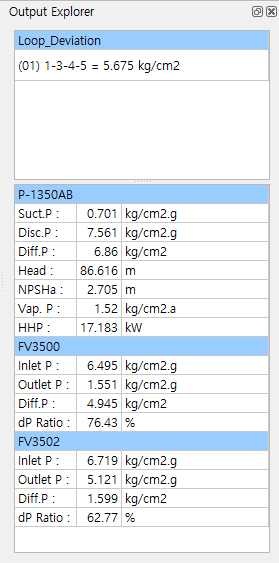 Output Explorer
Loop_Deviation
(01) 1-3-4-5 = 5.675 kg/cm2
P-1350AB
Suct.P : 0.701 kg/cm2.g
Disc.P : 7.561 kg/cm2.g
Diff.P : 6.86 kg/cm2
Head : 86.616 m
NPSHa : 2.705 m
Vap. P : 1.52 kg/cm2.a
HHP : 17.183 kW
FV3500
Inlet P : 6.495 kg/cm2.g
Outlet P : 1.551 kg/cm2.g
Diff.P : 4.945 kg/cm2
dP Ratio : 76.43 %
FV3502
Inlet P : 6.719 kg/cm2.g
Outlet P : 5.121 kg/cm2.g
Diff.P : 1.599 kg/cm2
dP Ratio : 62.77 %